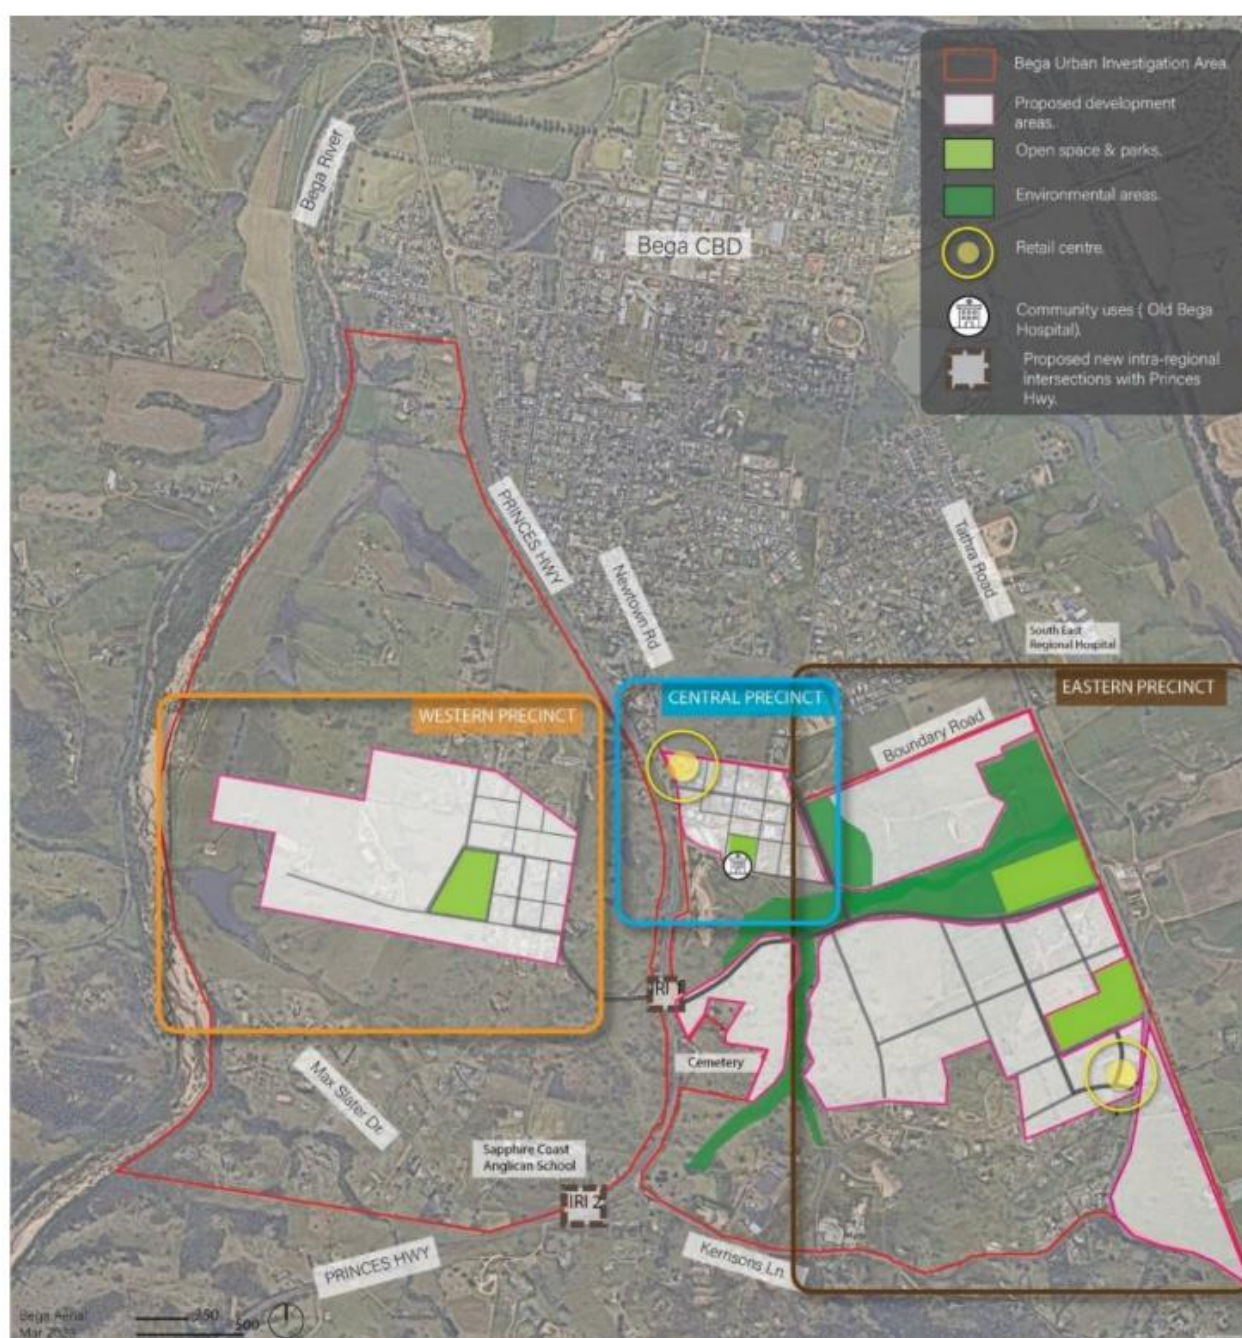 Bega Urban Investigation Area.
Proposed development
areas.
Open space & parks.
Environmental areas.
Retail centre.
Community uses ( Old Bega
Hospital).
Proposed new intra-regional
intersections with Princes
Hwy.
Bega River
Bega CBD
PRINCES HWY
Newtown Rd
Tathra Road
South East
Regional Hospital
WESTERN PRECINCT
CENTRAL PRECINCT
EASTERN PRECINCT
Boundary Road
IRI
Cemetery
Max Slater Dr.
Sapphire Coast
Anglican School
IRI 2
PRINCES HWY
Kerrisons Ln.
Bega Aerial
250
500